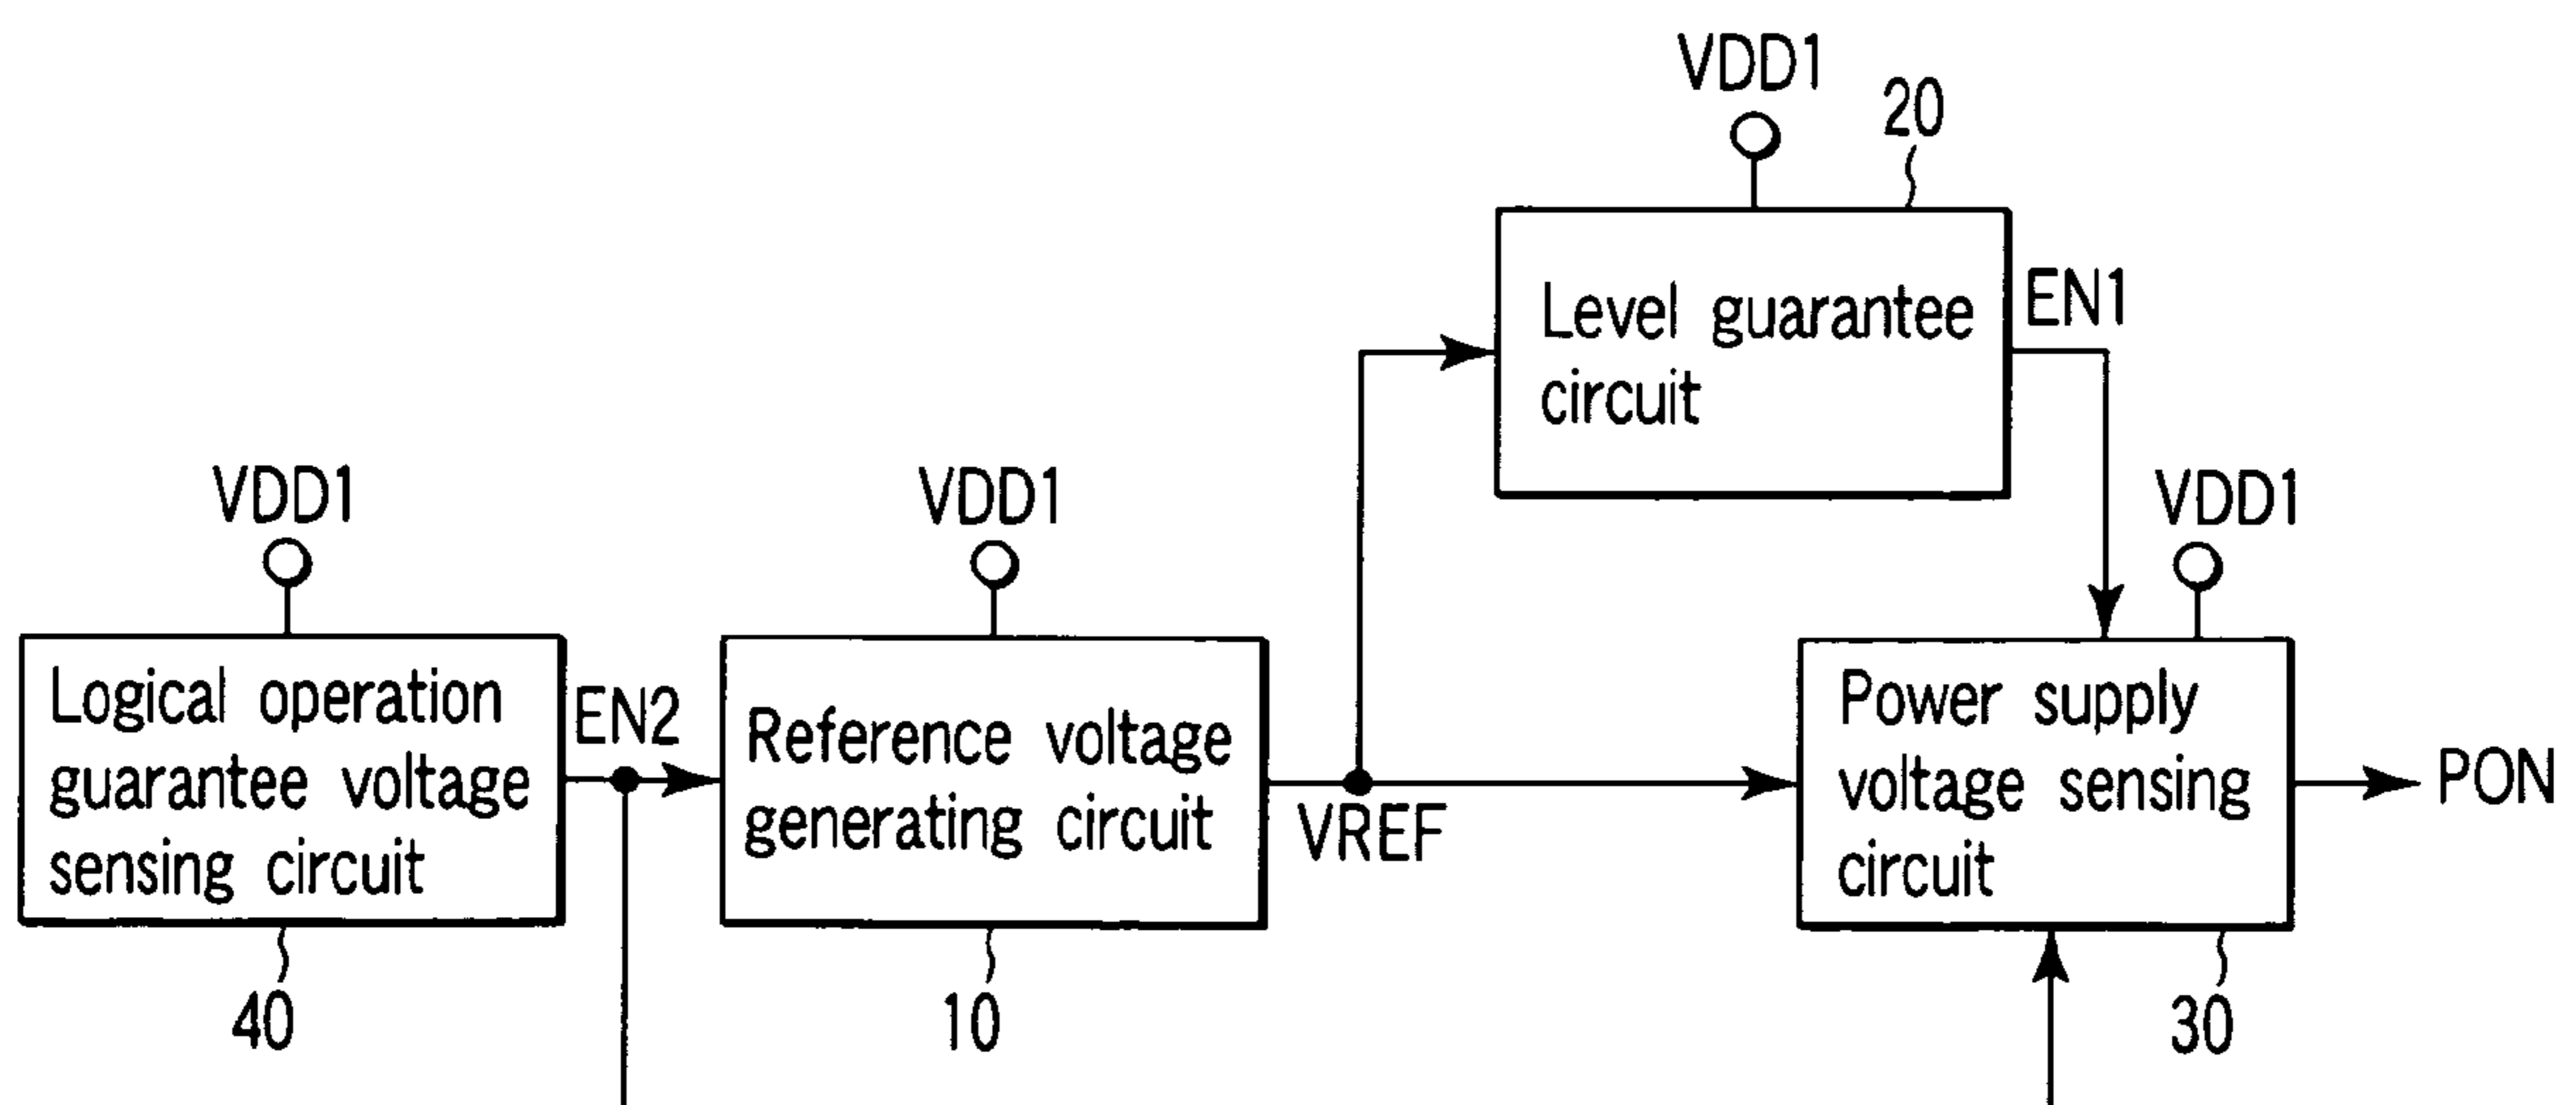 VDD1
20
Level guarantee
circuit
EN1
VDD1
VDD1
VDD1
Logical operation
guarantee voltage
sensing circuit
EN2
Reference voltage
generating circuit
VREF
Power supply
voltage sensing
circuit
PON
40
10
30